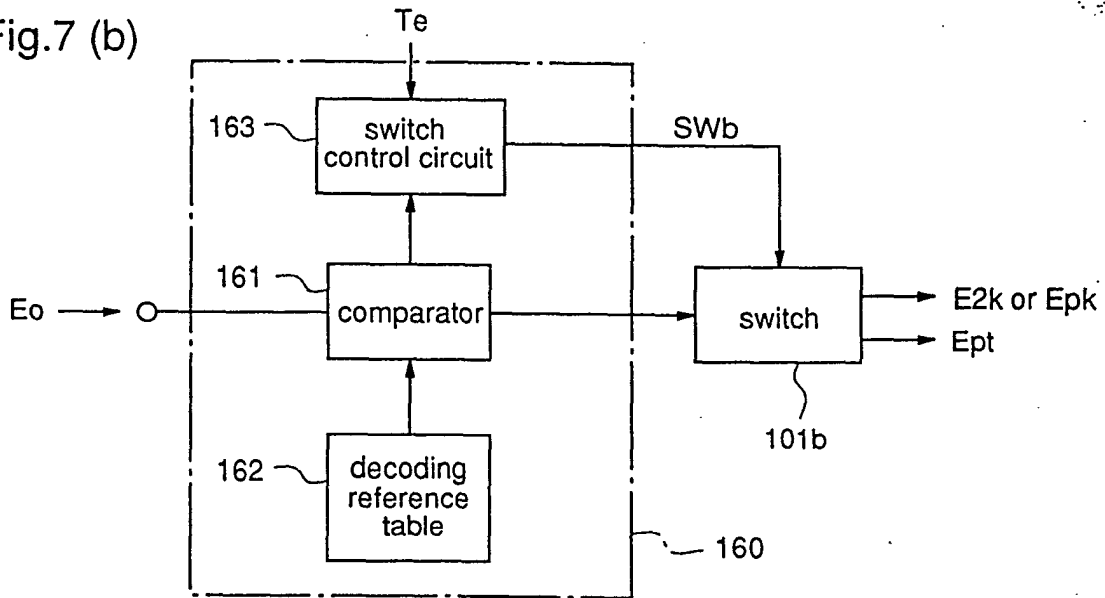 Fig.7 (b)
Te
163
switch
control circuit
SWb
161
Eo
comparator
switch
E2k or Epk
Ept
101b
162
decoding
reference
table
160